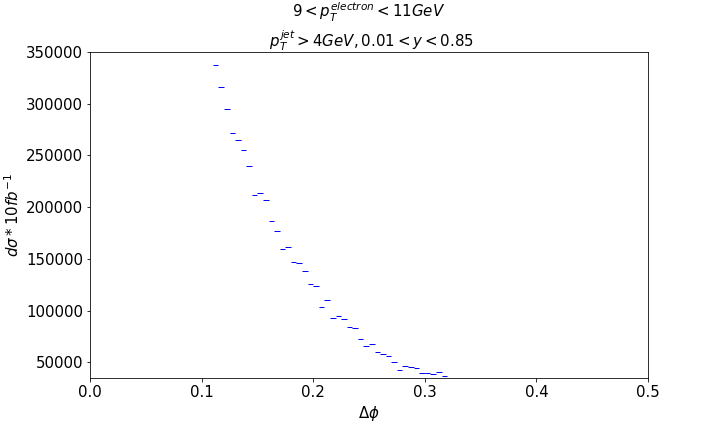 9 < p_T^{electron} < 11GeV
p_T^{jet} > 4GeV, 0.01 < y < 0.85
350000
300000
250000
200000
150000
100000
50000
dσ * 10fb⁻¹
0.0 0.1 0.2 0.3 0.4 0.5
Δϕ